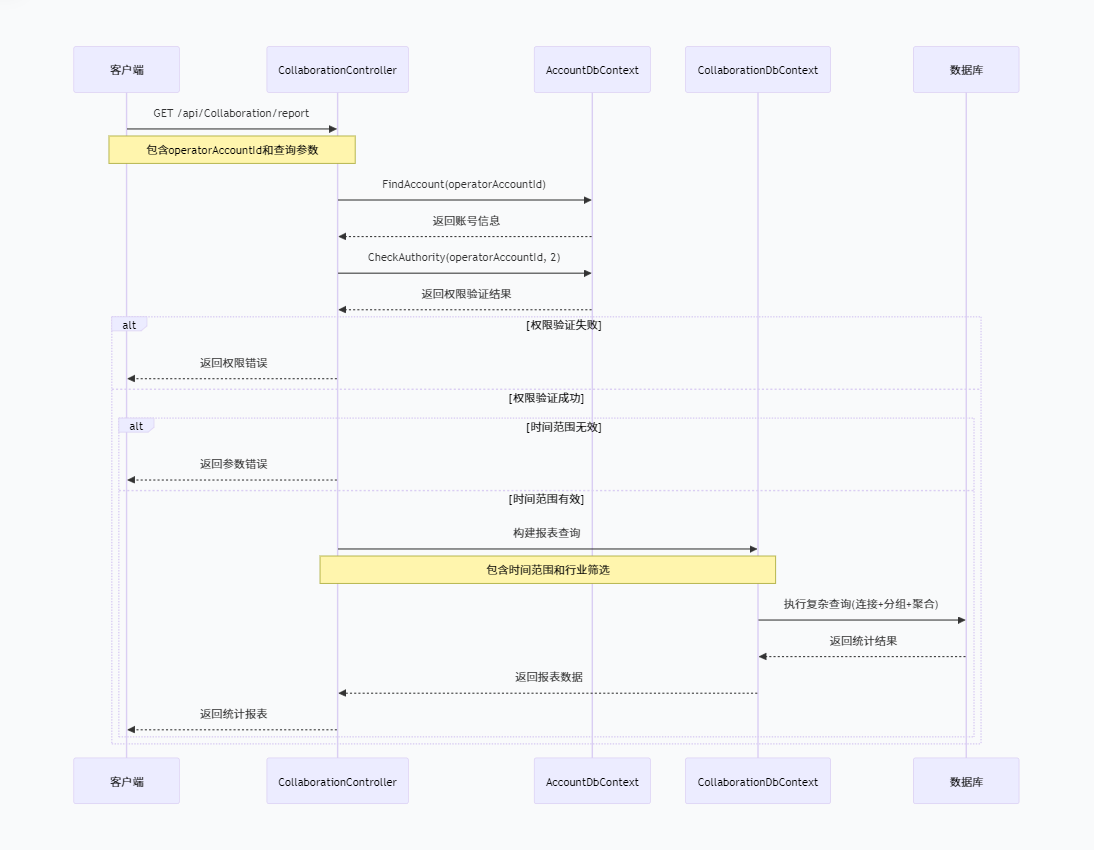 客户端
CollaborationController
AccountDbContext
CollaborationDbContext
数据库
GET /api/Collaboration/report
包含operatorAccountId和查询参数
FindAccount(operatorAccountId)
返回账号信息
CheckAuthority(operatorAccountId, 2)
返回权限验证结果
alt
[权限验证失败]
返回权限错误
[权限验证成功]
alt
[时间范围无效]
返回参数错误
[时间范围有效]
构建报表查询
包含时间范围和行业筛选
执行复杂查询(连接+分组+聚合)
返回统计结果
返回报表数据
返回统计报表
客户端
CollaborationController
AccountDbContext
CollaborationDbContext
数据库